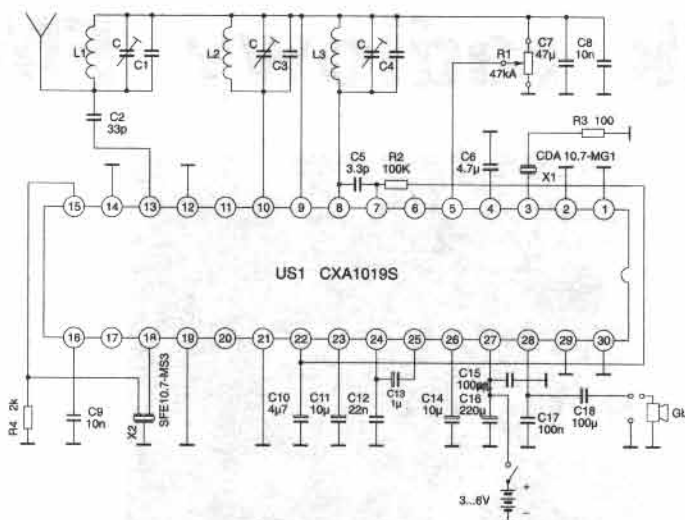 L1 C C1 L2 C C3 L3 C C4 R1 47kA C7 47µ C8 10n
C2 33p
R3 100
C5 3.3p R2 100K C6 4.7µ CDA 10.7-MG1 X1
15 14 13 12 11 10 9 8 7 6 5 4 3 2 1
US1 CXA1019S
16 17 18 19 20 21 22 23 24 25 26 27 28 29 30
R4 2k C9 10n X2 SFE10.7-MS3 C10 4µ7 C11 10µ C12 22n C13 1µ C14 10µ C15 C16 220µ C17 100n C18 100µ
3...6V + −